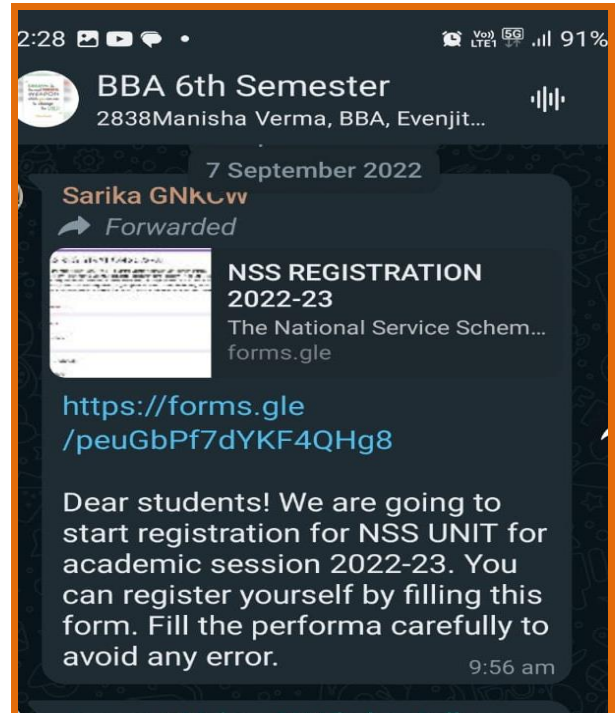 2:28
Voo) 5G
LTE1 91%
BBA 6th Semester
2838Manisha Verma, BBA, Evenjit...
7 September 2022
Sarika GNKCW
Forwarded
NSS REGISTRATION
2022-23
The National Service Schem...
forms.gle
https://forms.gle
/peuGbPf7dYKF4QHg8
Dear students! We are going to
start registration for NSS UNIT for
academic session 2022-23. You
can register yourself by filling this
form. Fill the performa carefully to
avoid any error.
9:56 am